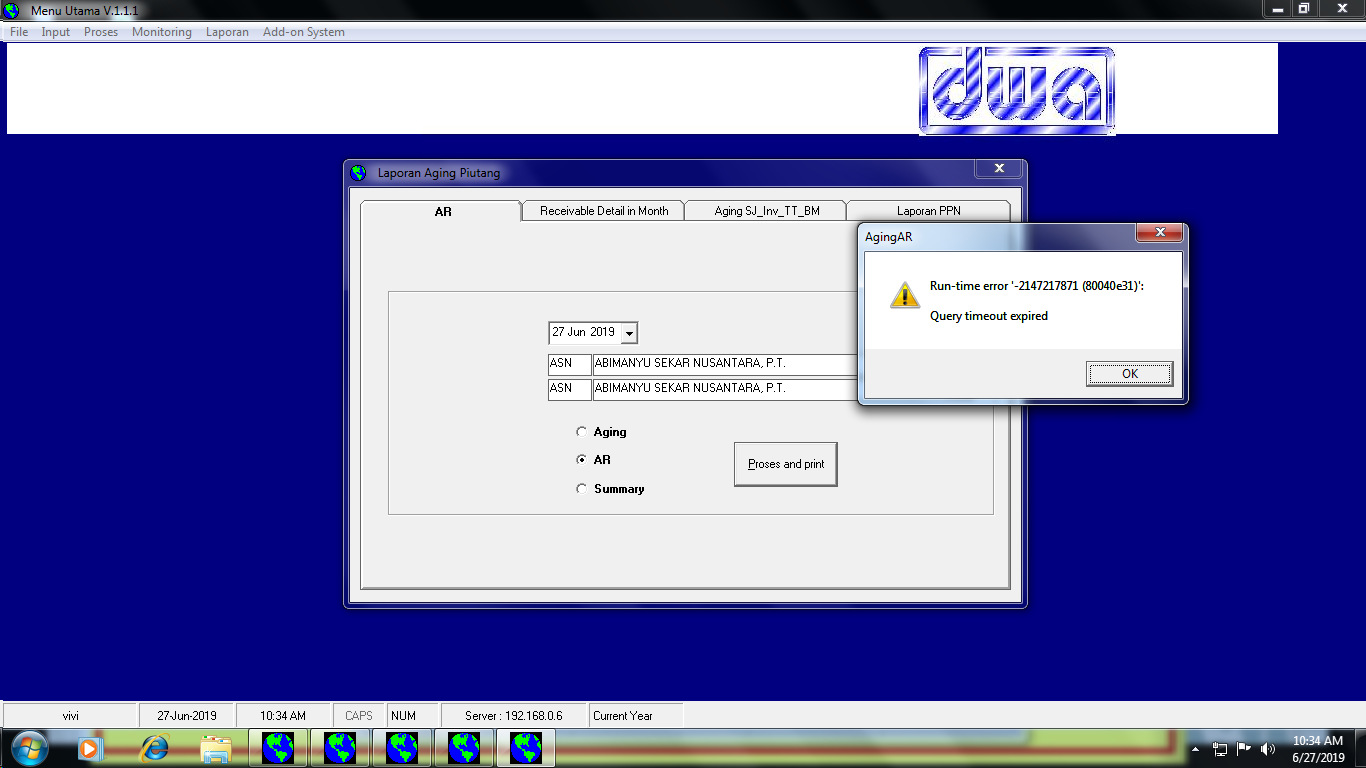 Menu Utama V.1.1.1
File Input Proses Monitoring Laporan Add-on System
dwa
Laporan Aging Piutang
AR Receivable Detail in Month Aging SJ_Inv_TT_BM Laporan PPN
27 Jun 2019
ASN ABIMANYU SEKAR NUSANTARA, P.T.
ASN ABIMANYU SEKAR NUSANTARA, P.T.
Aging
AR
Summary
Proses and print
AgingAR
Run-time error '-2147217871 (80040e31)':
Query timeout expired
OK
vivi 27-Jun-2019 10:34 AM CAPS NUM Server : 192.168.0.6 Current Year
10:34 AM
6/27/2019